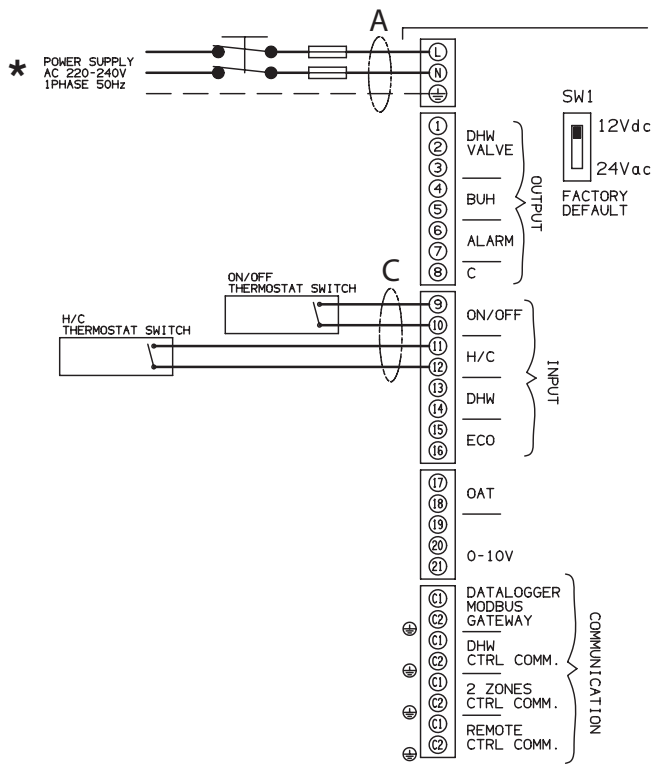 A
*
POWER SUPPLY
AC 220-240V
1PHASE 50Hz
L
N
SW1
12Vdc
24Vac
FACTORY
DEFAULT
1
2
3
DHW
VALVE
4
5
BUH
6
7
ALARM
8
C
OUTPUT
C
ON/OFF
THERMOSTAT SWITCH
H/C
THERMOSTAT SWITCH
9
10
ON/OFF
11
12
H/C
13
14
DHW
15
16
ECO
INPUT
17
18
OAT
19
20
21
0-10V
C1
C2
DATALOGGER
MODBUS
GATEWAY
C1
C2
DHW
CTRL COMM.
C1
C2
2 ZONES
CTRL COMM.
C1
C2
REMOTE
CTRL COMM.
COMMUNICATION